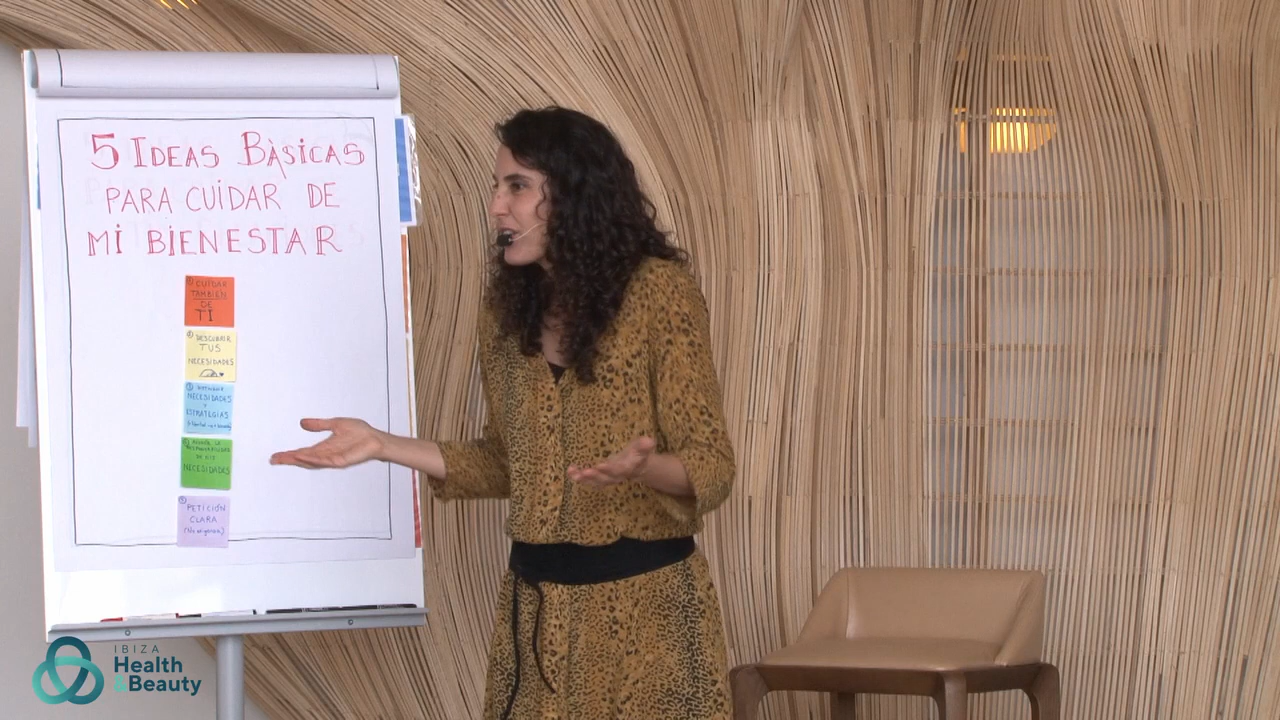 5 IDEAS BÀSICAS
PARA CUIDAR DE
MI BIENESTAR
CUIDAR
TAMBIEN
DE
TI
DESCUBRIR
TUS
NECESIDADES
NECESIDADES
Y
ESTRATEGIAS
NECESIDADES
PETICIÓN
CLARA
IBIZA
Health
&Beauty